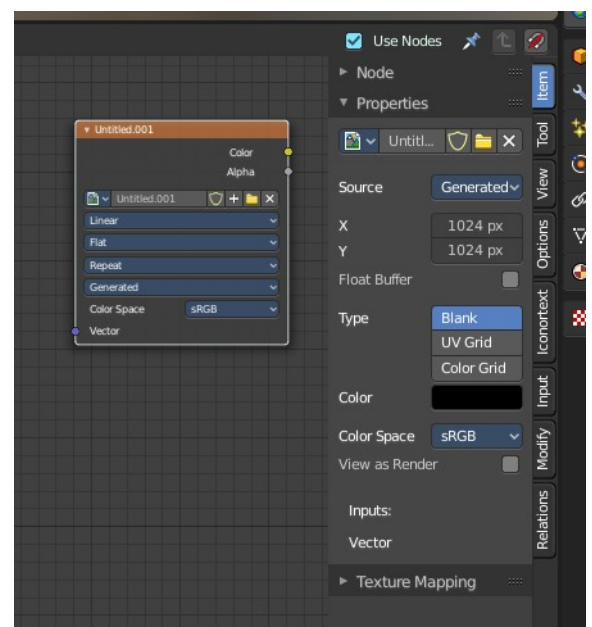 Use Nodes
Node
Properties
Untitl...
Source
Generated
X
1024 px
Y
1024 px
Float Buffer
Type
Blank
UV Grid
Color Grid
Color
Color Space
sRGB
View as Render
Inputs:
Vector
Texture Mapping
Item
Tool
View
Options
Iconortext
Input
Modify
Relations
Untitled.001
Color
Alpha
Untitled.001
Linear
Flat
Repeat
Generated
Color Space
sRGB
Vector